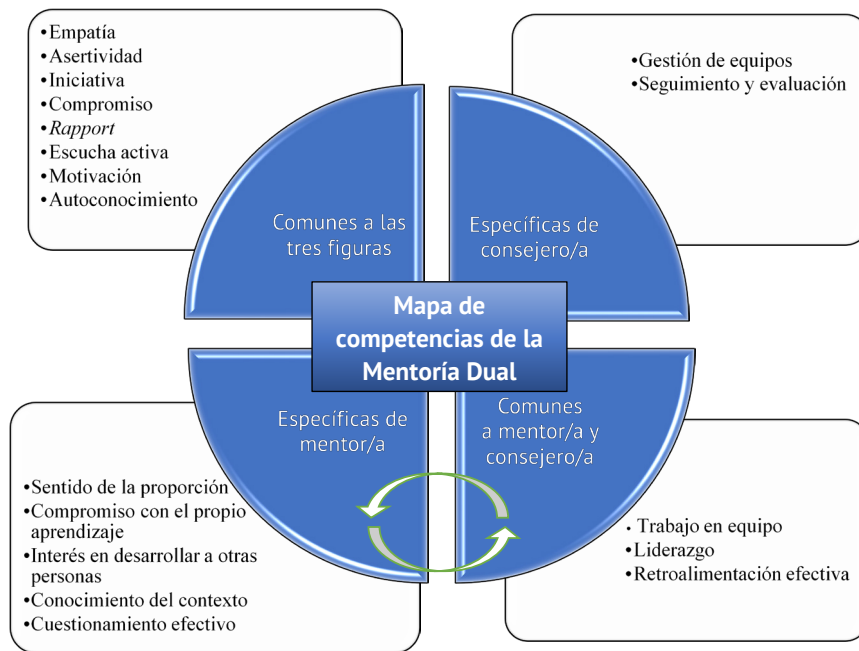 •Empatía
•Asertividad
•Iniciativa
•Compromiso
•Rapport
•Escucha activa
•Motivación
•Autoconocimiento
•Gestión de equipos
•Seguimiento y evaluación
Comunes a las
tres figuras
Específicas de
consejero/a
Mapa de
competencias de la
Mentoría Dual
Específicas de
mentor/a
Comunes
a mentor/a y
consejero/a
•Sentido de la proporción
•Compromiso con el propio
aprendizaje
•Interés en desarrollar a otras
personas
•Conocimiento del contexto
•Cuestionamiento efectivo
• Trabajo en equipo
•Liderazgo
•Retroalimentación efectiva